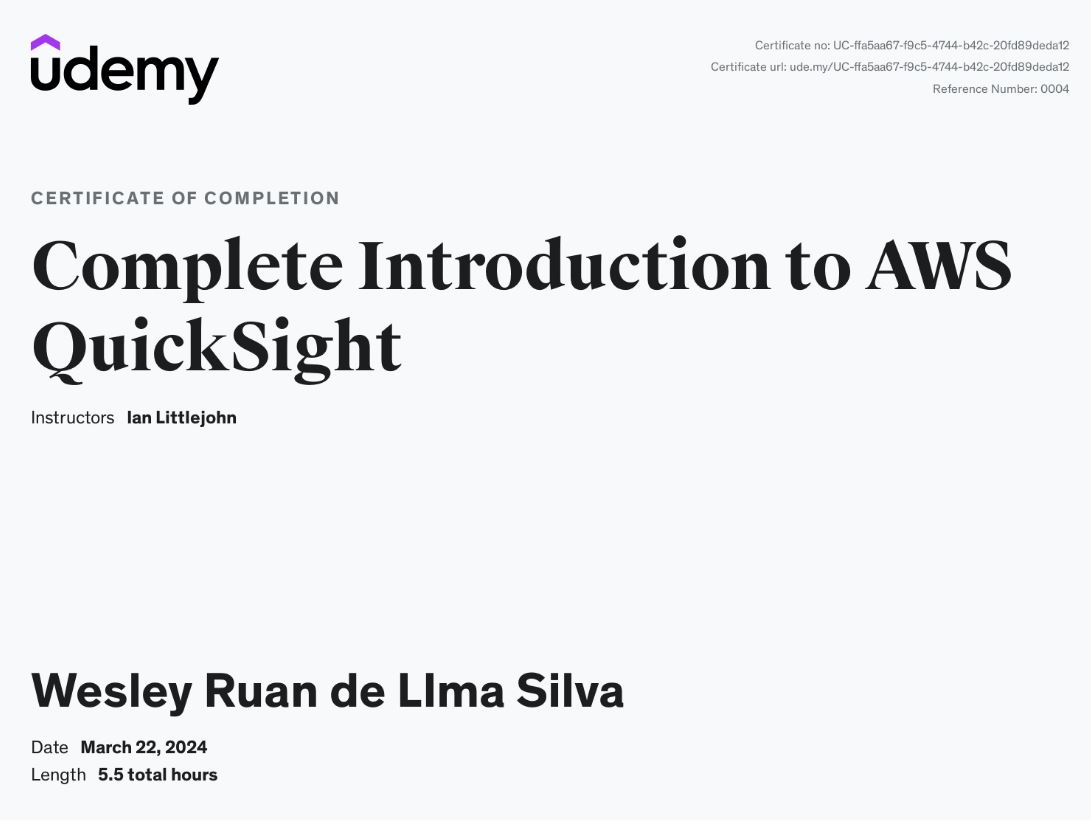 udemy
Certificate no: UC-ffa5aa67-f9c5-4744-b42c-20fd89deda12
Certificate url: ude.my/UC-ffa5aa67-f9c5-4744-b42c-20fd89deda12
Reference Number: 0004
CERTIFICATE OF COMPLETION
Complete Introduction to AWS
QuickSight
Instructors Ian Littlejohn
Wesley Ruan de LIma Silva
Date March 22, 2024
Length 5.5 total hours